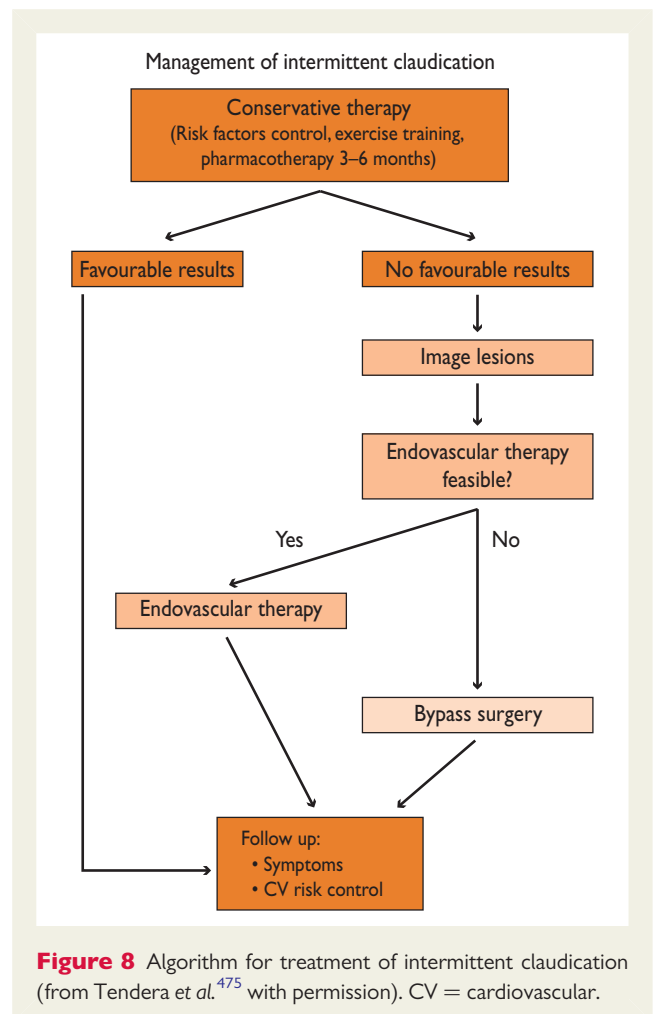 Management of intermittent claudication
Conservative therapy
(Risk factors control, exercise training,
pharmacotherapy 3–6 months)
Favourable results
No favourable results
Image lesions
Endovascular therapy
feasible?
Yes
No
Endovascular therapy
Bypass surgery
Follow up:
• Symptoms
• CV risk control
Figure 8 Algorithm for treatment of intermittent claudication
(from Tendera et al.475 with permission). CV = cardiovascular.